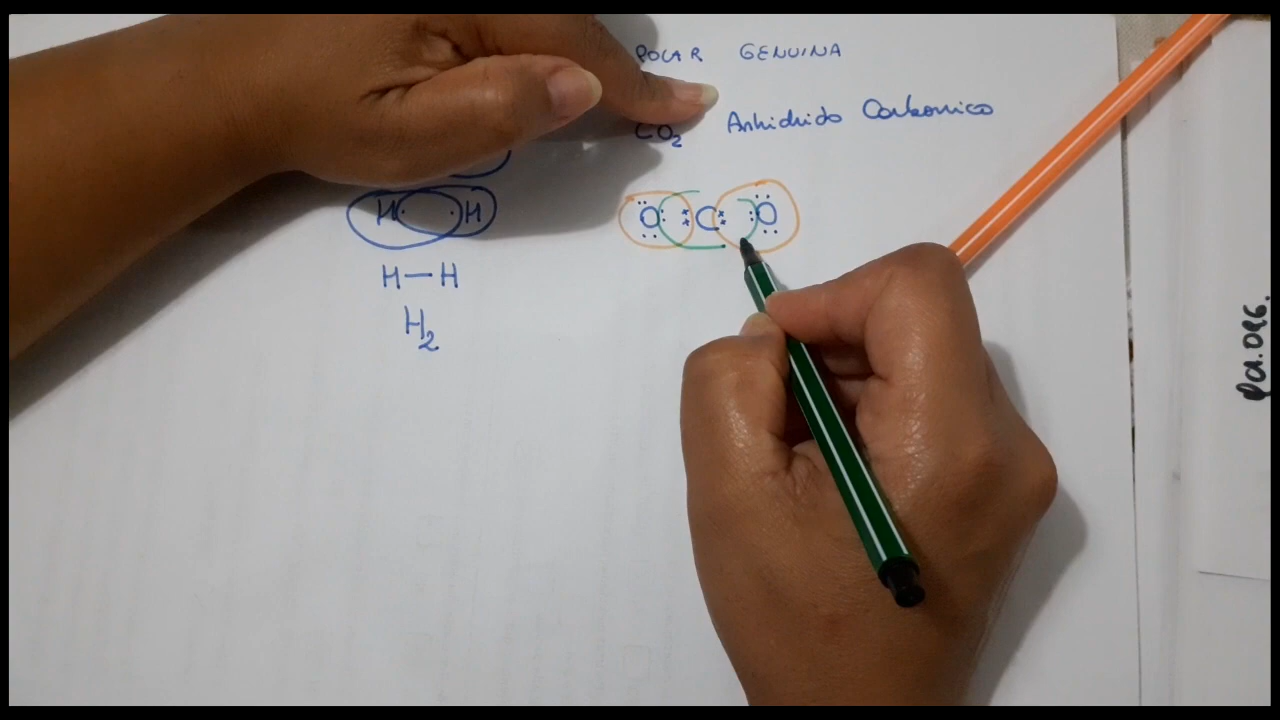 POLAR GENUINA
CO2 Anhidrido Carbonico
H H
O C O
H—H
H2